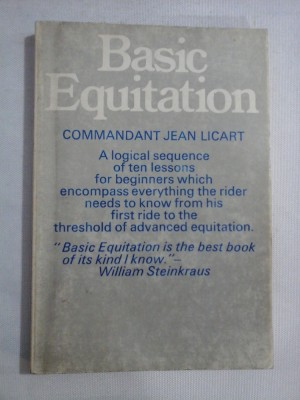 Basic
Equitation
COMMANDANT JEAN LICART
A logical sequence
of ten lessons
for beginners which
encompass everything the rider
needs to know from his
first ride to the
threshold of advanced equitation.
"Basic Equitation is the best book
of its kind I know."–
William Steinkraus